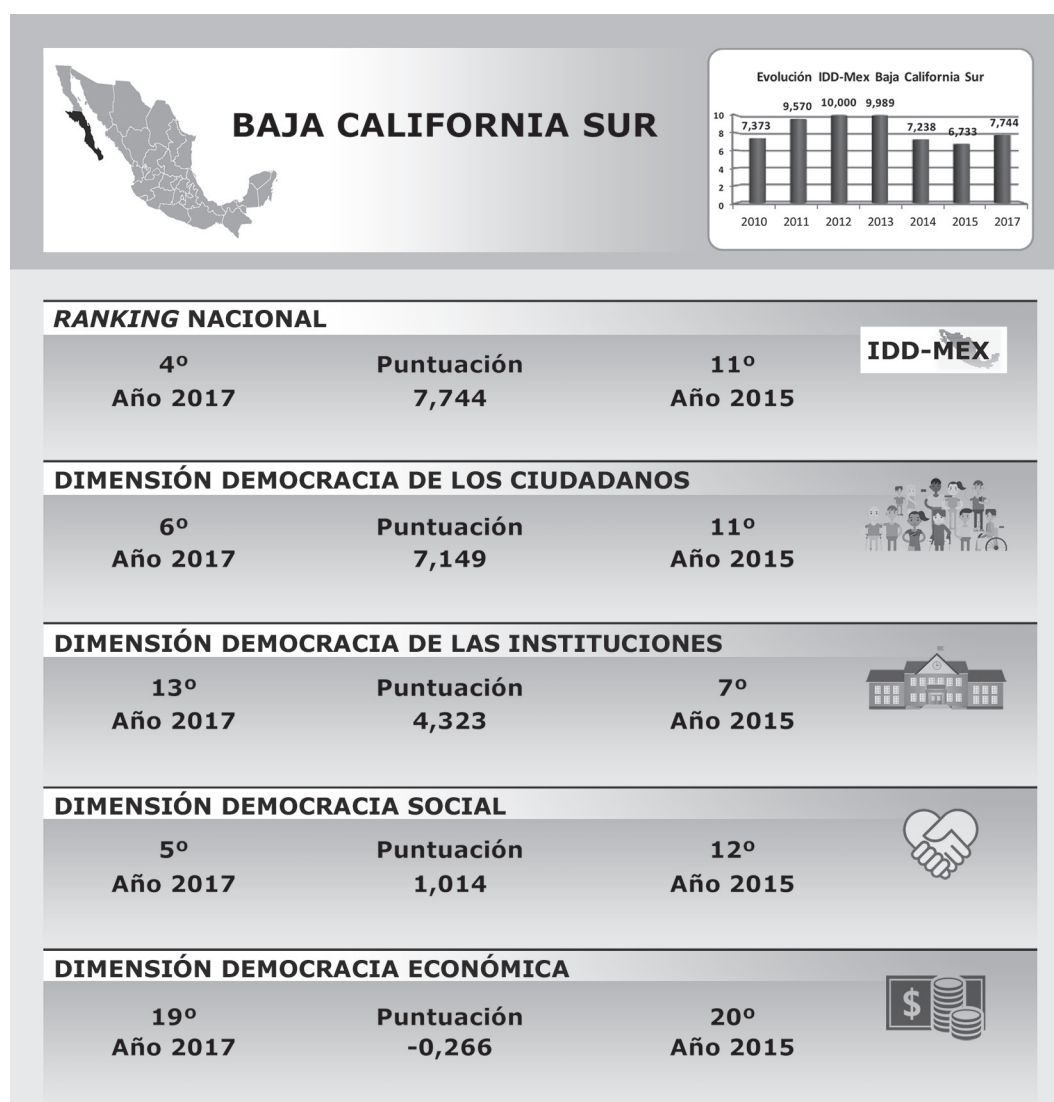 BAJA CALIFORNIA SUR
Evolución IDD-Mex Baja California Sur
9,570 10,000 9,989
7,373 7,238 6,733 7,744
10
8
6
4
2
0
2010 2011 2012 2013 2014 2015 2017
RANKING NACIONAL
IDD-MEX
4º Puntuación 11º
Año 2017 7,744 Año 2015
DIMENSIÓN DEMOCRACIA DE LOS CIUDADANOS
6º Puntuación 11º
Año 2017 7,149 Año 2015
DIMENSIÓN DEMOCRACIA DE LAS INSTITUCIONES
13º Puntuación 7º
Año 2017 4,323 Año 2015
DIMENSIÓN DEMOCRACIA SOCIAL
5º Puntuación 12º
Año 2017 1,014 Año 2015
DIMENSIÓN DEMOCRACIA ECONÓMICA
$
19º Puntuación 20º
Año 2017 -0,266 Año 2015